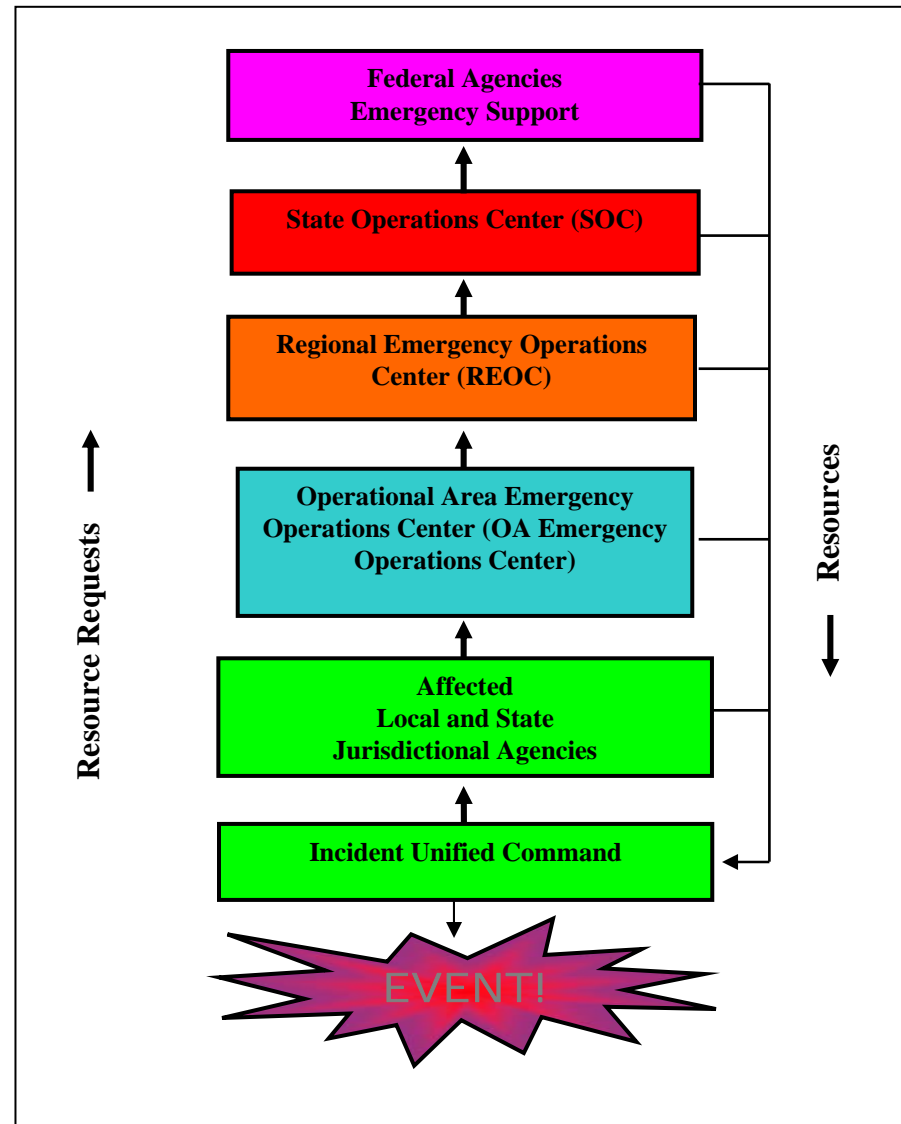 Federal Agencies
Emergency Support
State Operations Center (SOC)
Regional Emergency Operations
Center (REOC)
Operational Area Emergency
Operations Center (OA Emergency
Operations Center)
Affected
Local and State
Jurisdictional Agencies
Incident Unified Command
EVENT!
Resource Requests
Resources